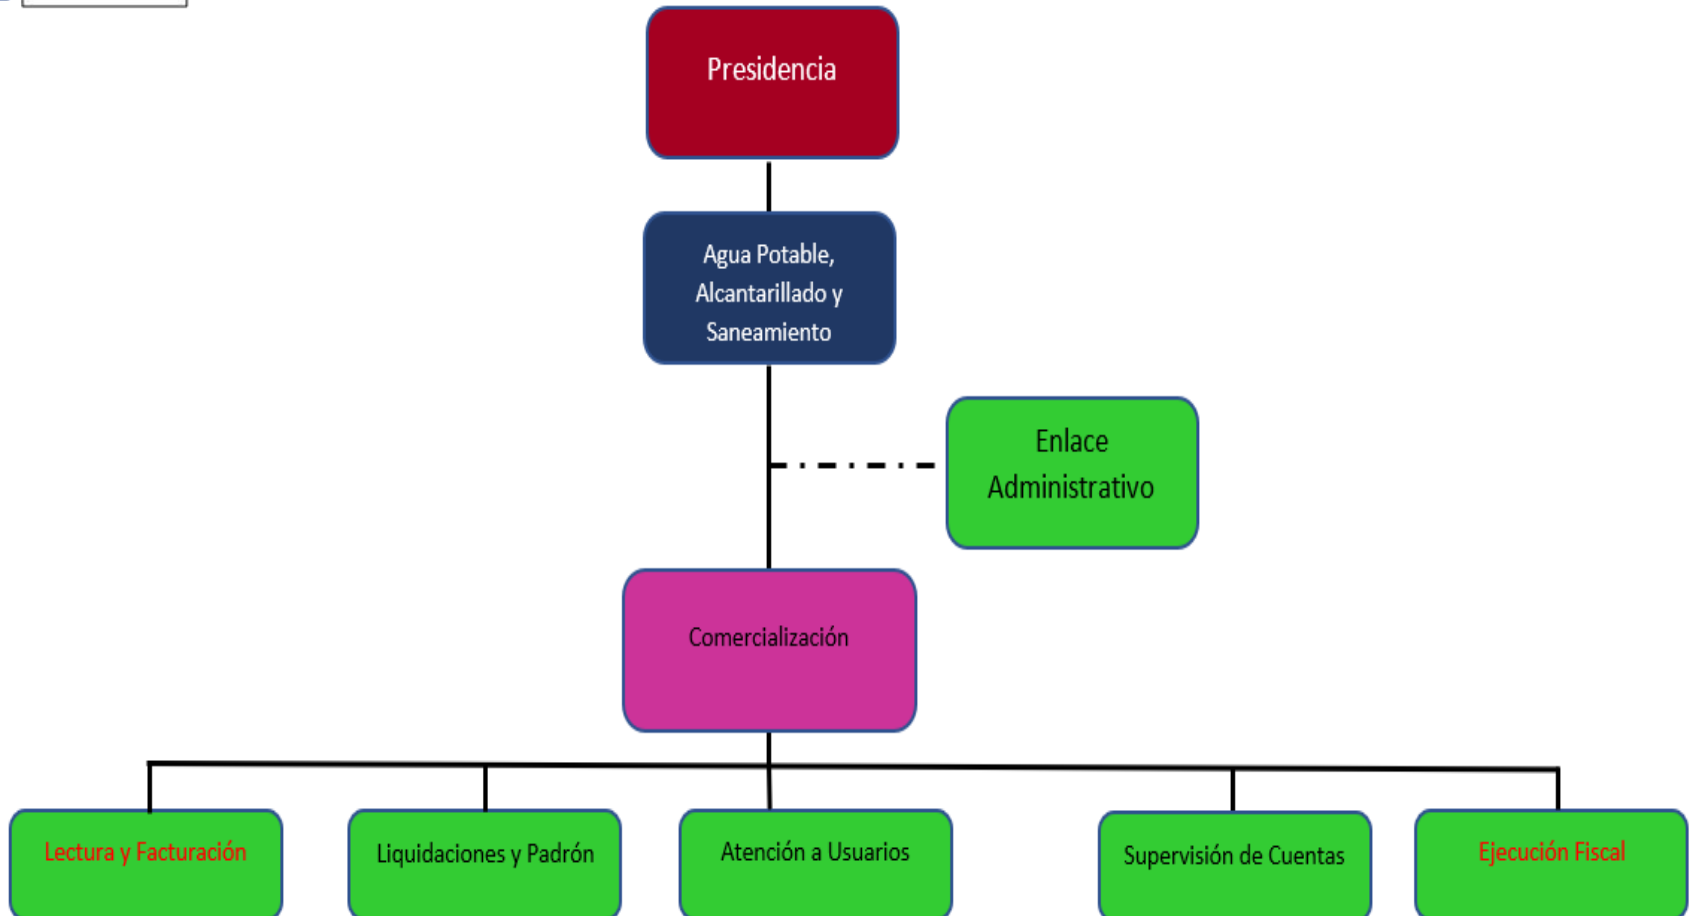 Presidencia
Agua Potable,
Alcantarillado y
Saneamiento
Enlace
Administrativo
Comercialización
Lectura y Facturación
Liquidaciones y Padrón
Atención a Usuarios
Supervisión de Cuentas
Ejecución Fiscal